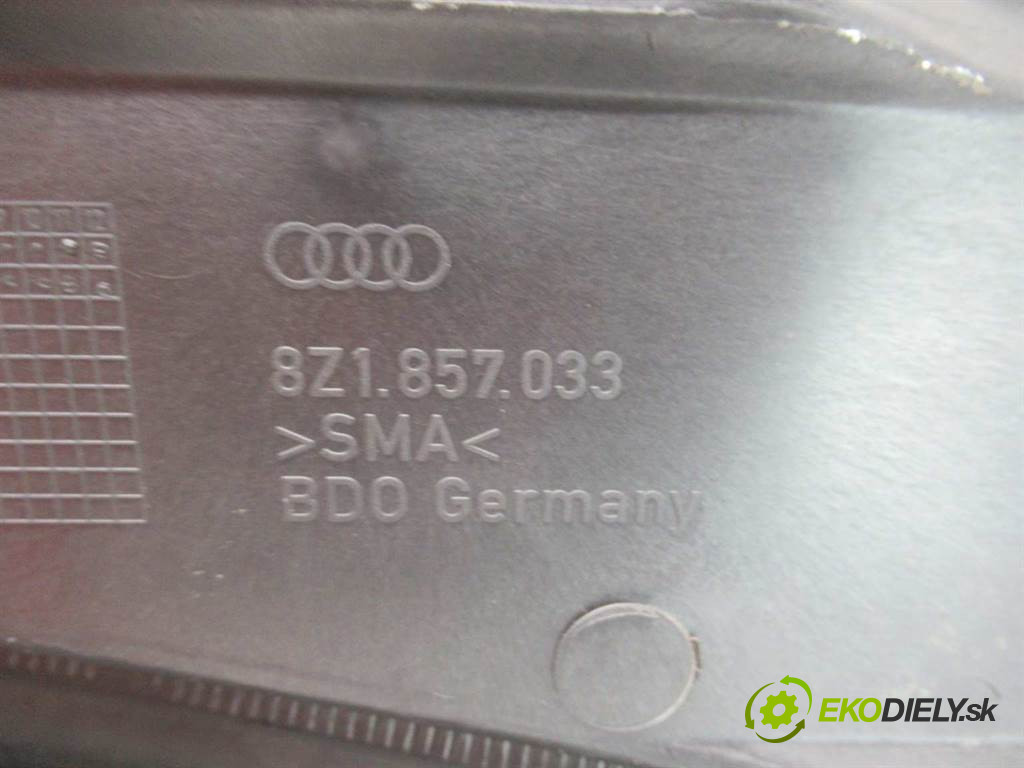 8Z1.857.033
>SMA<
BDO Germany
EKODIELY.sk